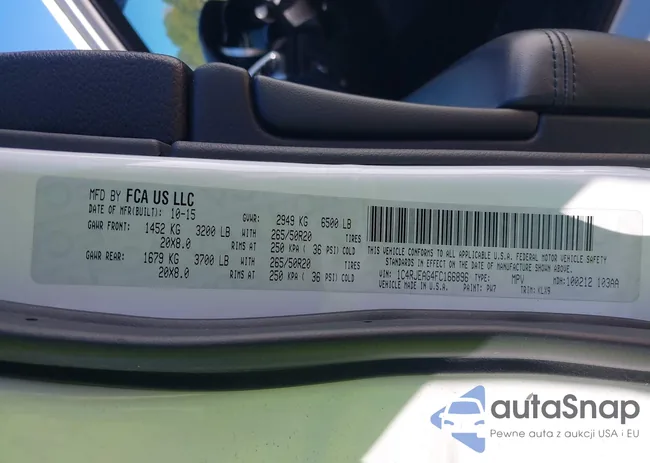 MFD BY FCA US LLC
DATE OF MFR(BUILT): 10-15 GVWR: 2949 KG 6500 LB
GAWR FRONT: 1452 KG 3200 LB WITH 265/50R20 TIRES
20X8.0 RIMS AT 250 KPA ( 36 PSI) COLD
GAWR REAR: 1679 KG 3700 LB WITH 265/50R20 TIRES
20X8.0 RIMS AT 250 KPA ( 36 PSI) COLD
THIS VEHICLE CONFORMS TO ALL APPLICABLE U.S.A. FEDERAL MOTOR VEHICLE SAFETY
STANDARDS IN EFFECT ON THE DATE OF MANUFACTURE SHOWN ABOVE.
VIN: 1C4RJEAG4FC166896 TYPE: MPV MDH: 100212 103AA
VEHICLE MADE IN U.S.A. PAINT: PW7 TRIM: KLX9
autaSnap
Pewne auta z aukcji USA i EU